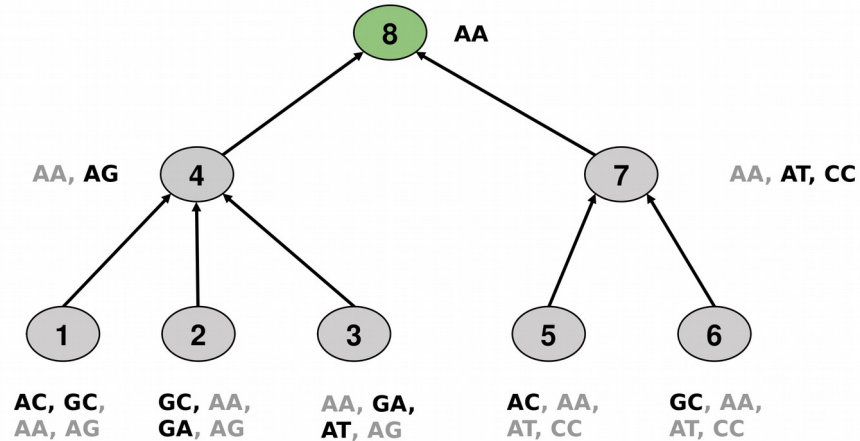 8 AA
AA, AG 4 7 AA, AT, CC
1 2 3 5 6
AC, GC, GC, AA, AA, GA, AC, AA, GC, AA,
AA, AG GA, AG AT, AG AT, CC AT, CC